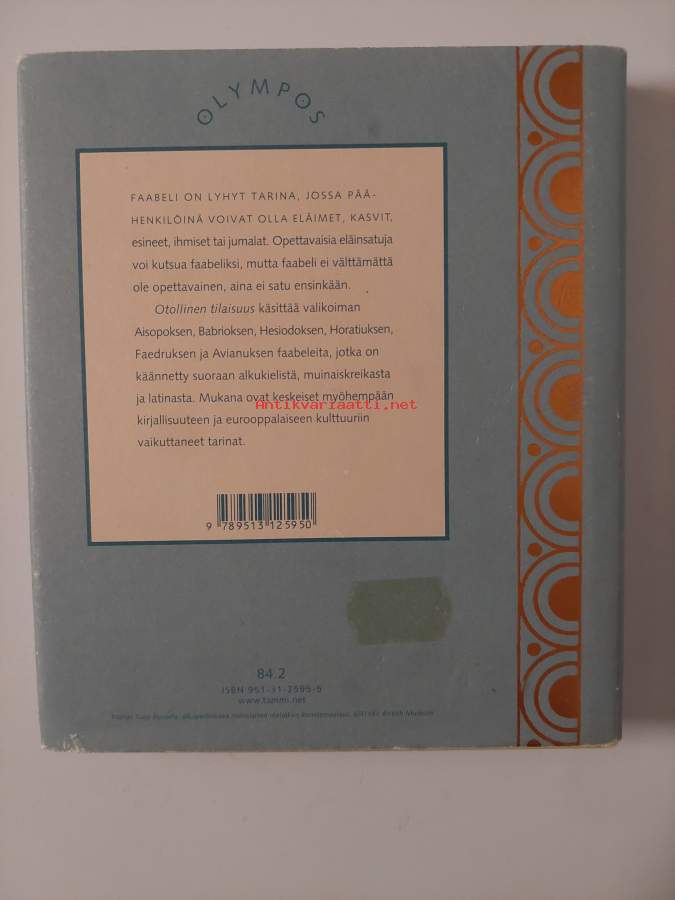 OLYMPOS
FAABELI ON LYHYT TARINA, JOSSA PÄÄ-
HENKILÖINÄ VOIVAT OLLA ELÄIMET, KASVIT,
esineet, ihmiset tai jumalat. Opettavaisia eläinsatuja
voi kutsua faabeliksi, mutta faabeli ei välttämättä
ole opettavainen, aina ei satu ensinkään.
Otollinen tilaisuus käsittää valikoiman
Aisopoksen, Babrioksen, Hesiodoksen, Horatiuksen,
Faedruksen ja Avianuksen faabeleita, jotka on
käännetty suoraan alkukielistä, muinaiskreikasta
ja latinasta. Mukana ovat keskeiset myöhempään
Antikvariaatti.net
kirjallisuuteen ja eurooppalaiseen kulttuuriin
vaikuttaneet tarinat.
9 789513 125950
84.2
ISBN 951-31-2595-5
www.tammi.net
British Museum